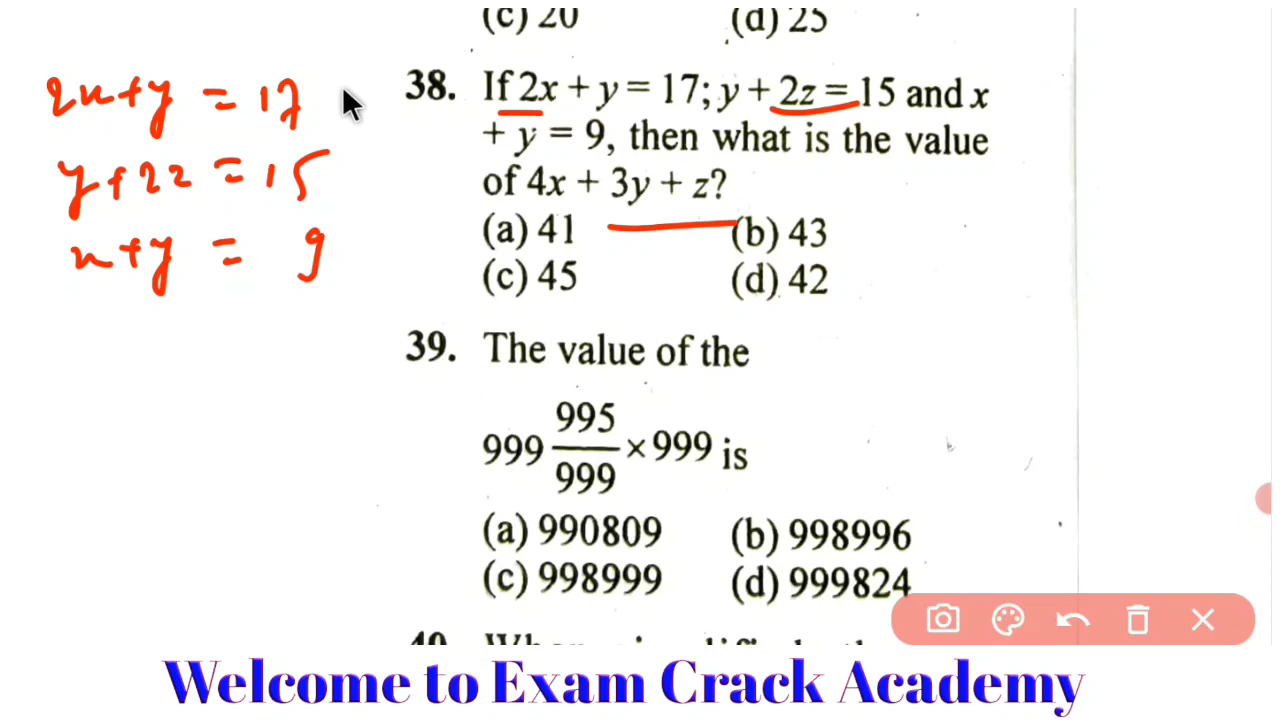 (c) 20 (d) 25
2x+y = 17
y+2z = 15
x+y = 9
38. If 2x + y = 17; y + 2z = 15 and x
+ y = 9, then what is the value
of 4x + 3y + z?
(a) 41 (b) 43
(c) 45 (d) 42
39. The value of the
999 995/999 × 999 is
(a) 990809 (b) 998996
(c) 998999 (d) 999824
40.
Welcome to Exam Crack Academy